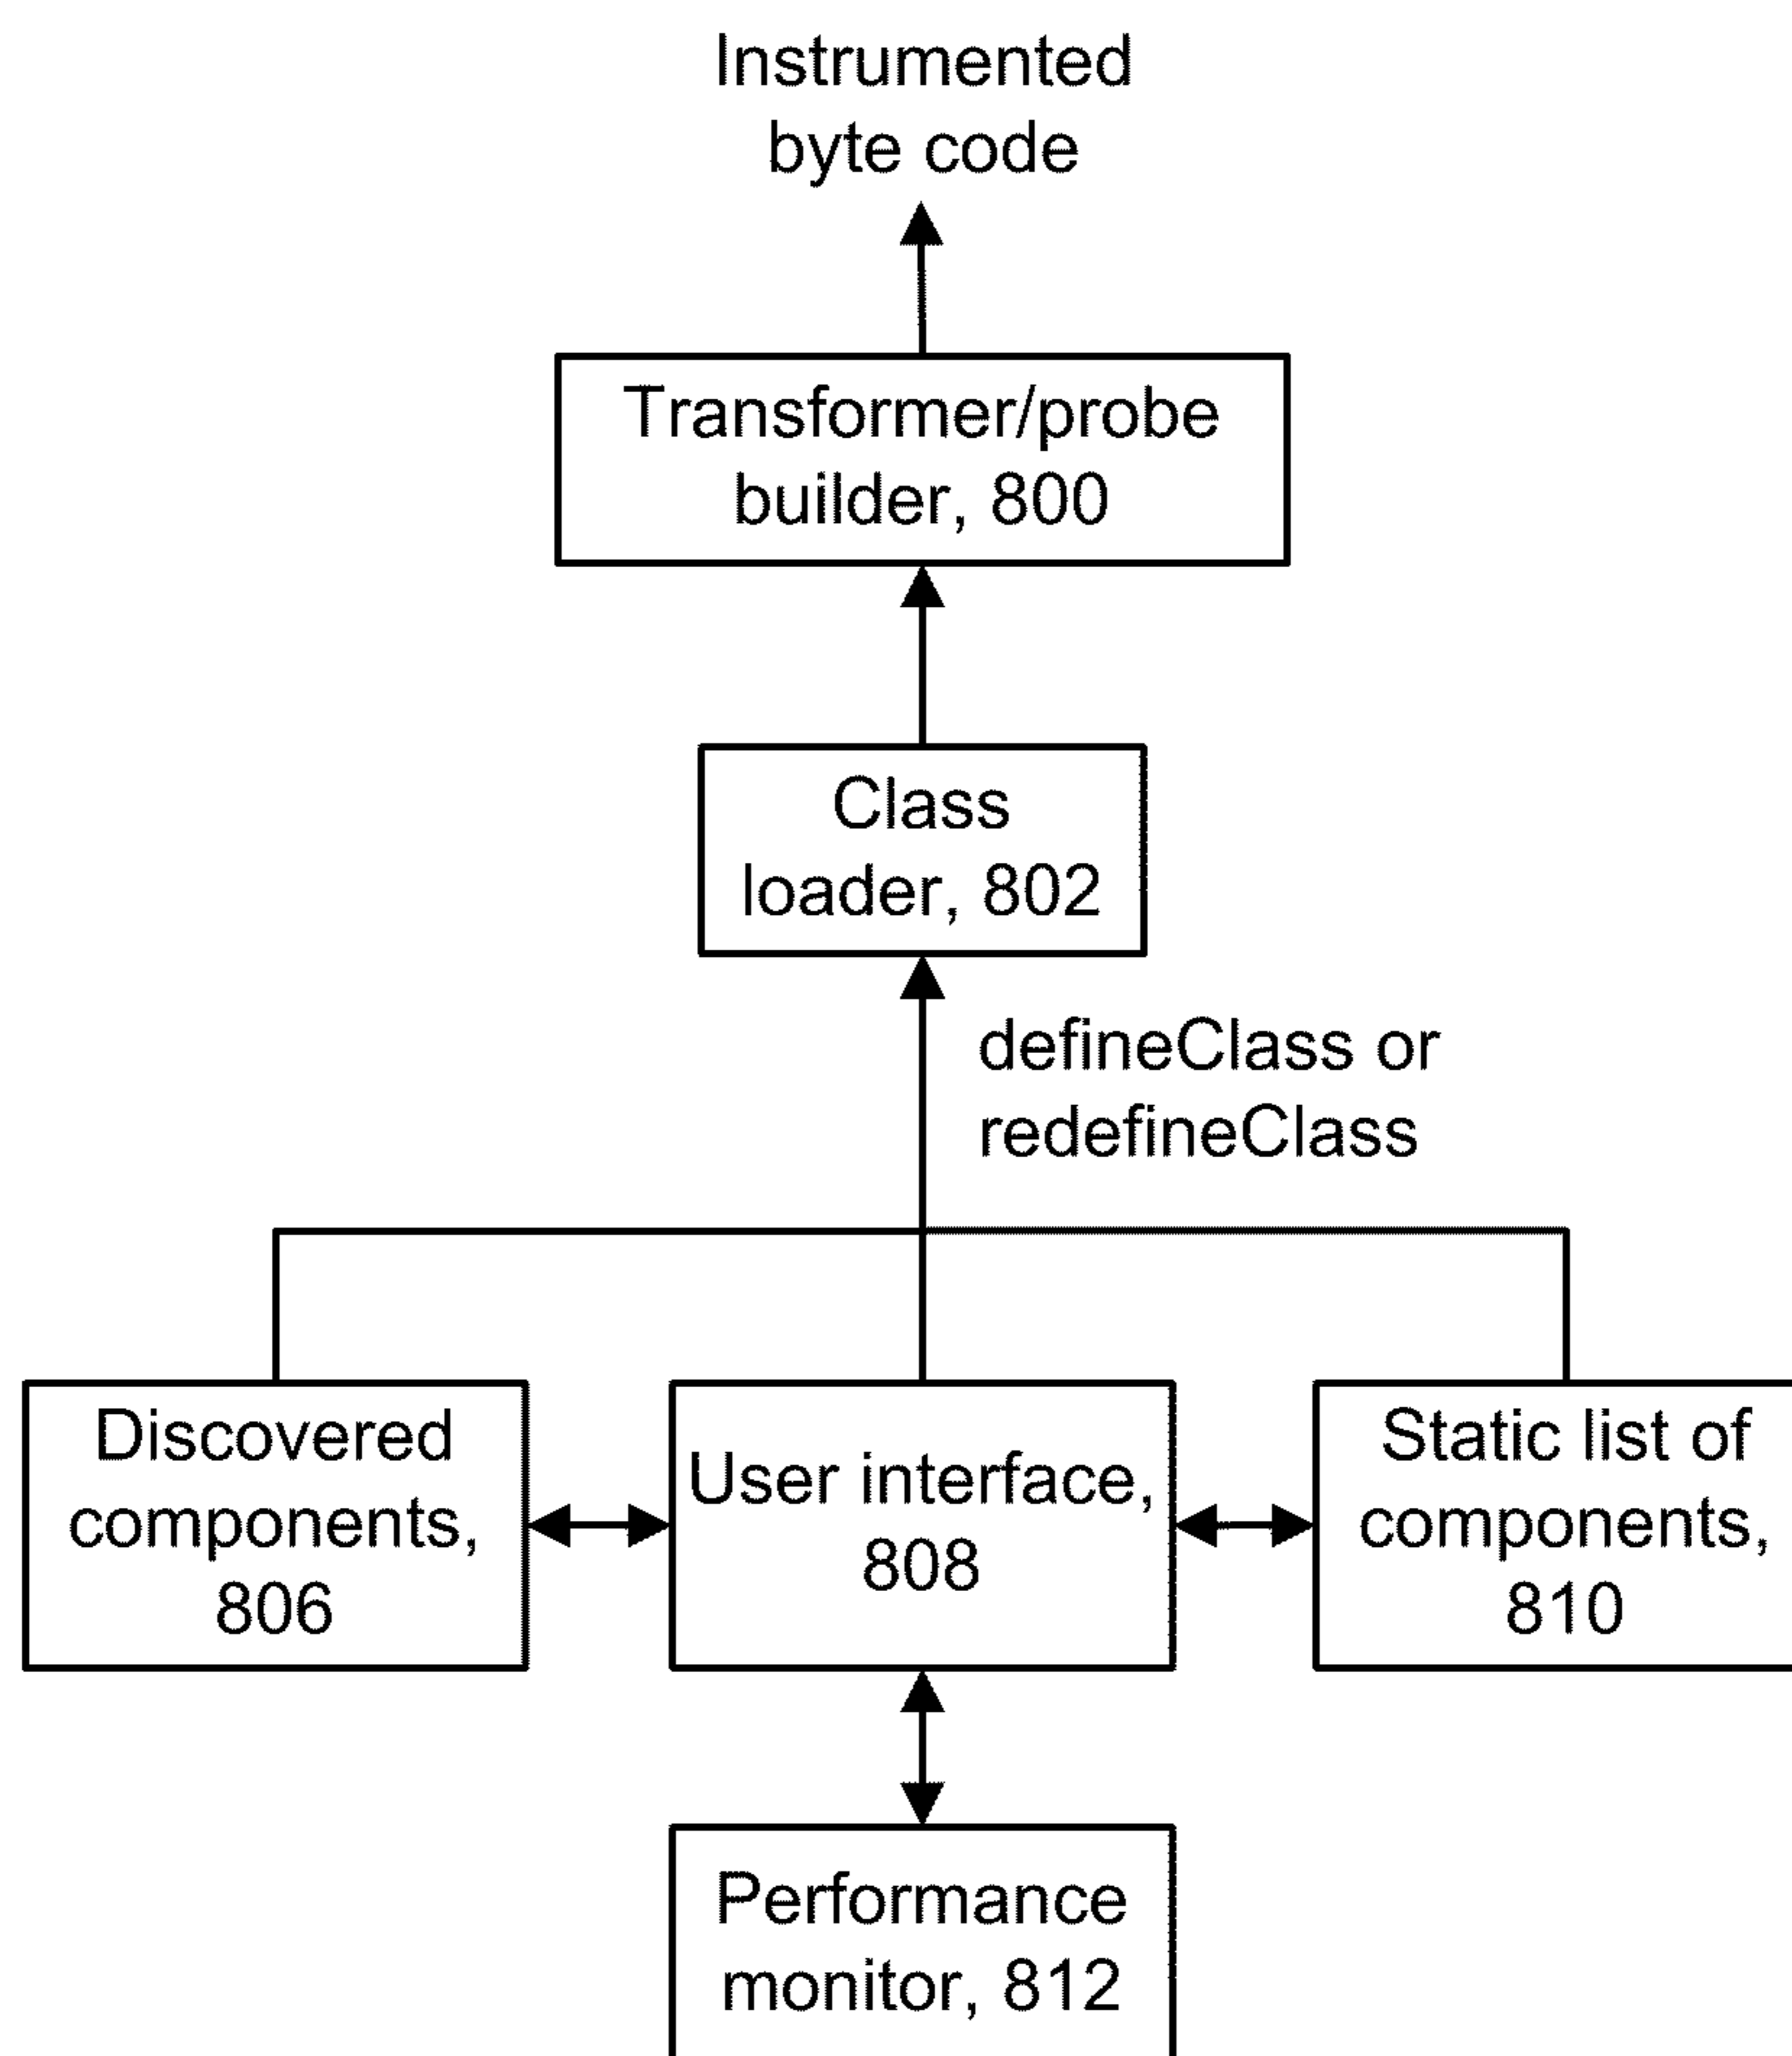 Instrumented
byte code
Transformer/probe
builder, 800
Class
loader, 802
defineClass or
redefineClass
Discovered
components,
806
User interface,
808
Static list of
components,
810
Performance
monitor, 812